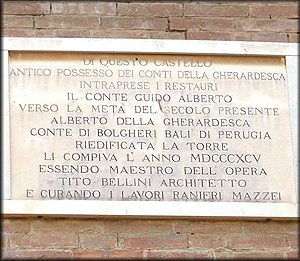 DI QUESTO CASTELLO
ANTICO POSSESSO DEI CONTI DELLA GHERARDESCA
INTRAPRESE I RESTAURI
IL CONTE GUIDO ALBERTO
VERSO LA METÀ DEL SECOLO PRESENTE
ALBERTO DELLA GHERARDESCA
CONTE DI BOLGHERI BALÌ DI PERUGIA
RIEDIFICATA LA TORRE
LI COMPIVA L'ANNO MDCCCXCV
ESSENDO MAESTRO DELL'OPERA
TITO BELLINI ARCHITETTO
E CURANDO I LAVORI RANIERI MAZZEI